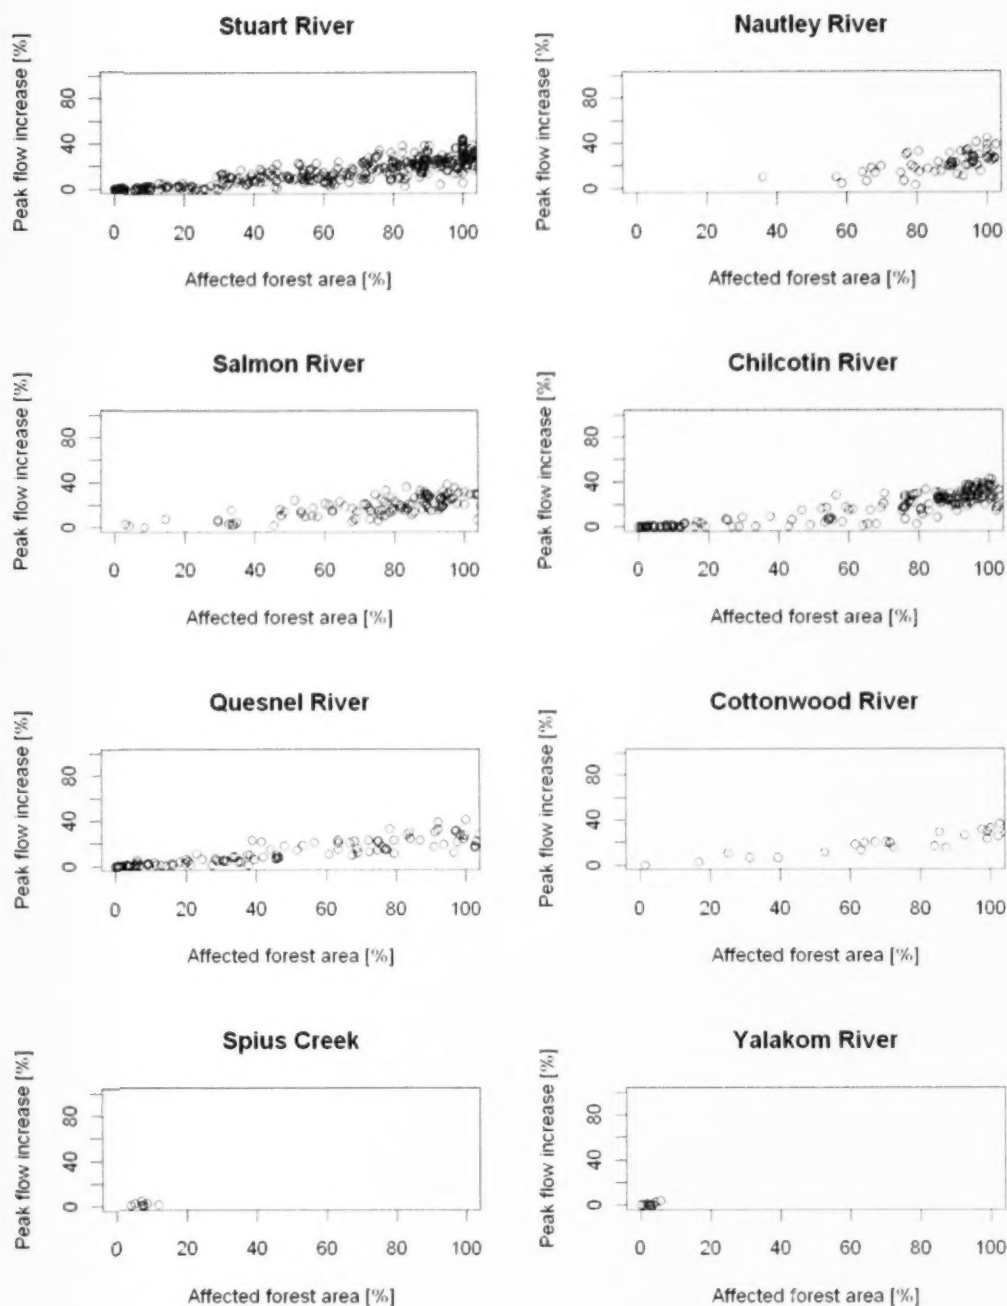 Stuart River
Peak flow increase [%]
80
40
0
0 20 40 60 80 100
Affected forest area [%]
Nautley River
Peak flow increase [%]
80
40
0
0 20 40 60 80 100
Affected forest area [%]
Salmon River
Peak flow increase [%]
80
40
0
0 20 40 60 80 100
Affected forest area [%]
Chilcotin River
Peak flow increase [%]
80
40
0
0 20 40 60 80 100
Affected forest area [%]
Quesnel River
Peak flow increase [%]
80
40
0
0 20 40 60 80 100
Affected forest area [%]
Cottonwood River
Peak flow increase [%]
80
40
0
0 20 40 60 80 100
Affected forest area [%]
Spius Creek
Peak flow increase [%]
80
40
0
0 20 40 60 80 100
Affected forest area [%]
Yalakom River
Peak flow increase [%]
80
40
0
0 20 40 60 80 100
Affected forest area [%]